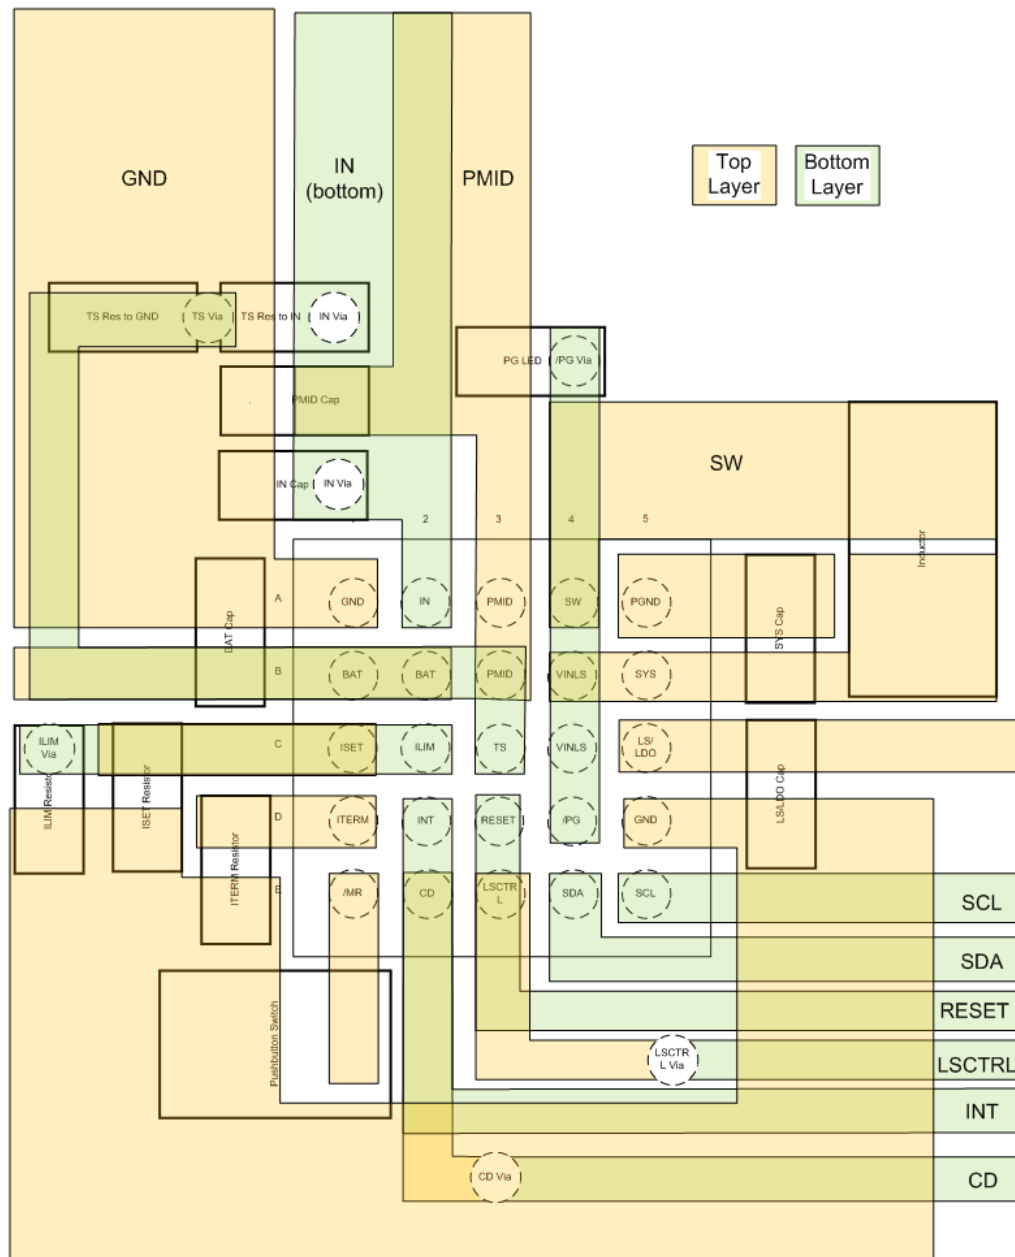 GND
IN
(bottom)
PMID
Top
Layer
Bottom
Layer
TS Res to GND
TS Via
TS Res to IN
IN Via
PG LED
/PG Via
PMID Cap
SW
IN Cap
IN Via
2
3
4
5
Inductor
A
GND
IN
PMID
SW
PGND
BAT Cap
SYS Cap
B
BAT
BAT
PMID
VINLS
SYS
ILIM
Via
C
ISET
ILIM
TS
VINLS
LS/
LDO
ILIM Resistor
ISET Resistor
LS/LDO Cap
D
ITERM
INT
RESET
/PG
GND
ITERM Resistor
E
/MR
CD
LSCTR
L
SDA
SCL
SCL
SDA
RESET
Pushbutton Switch
LSCTR
L Via
LSCTRL
INT
CD Via
CD